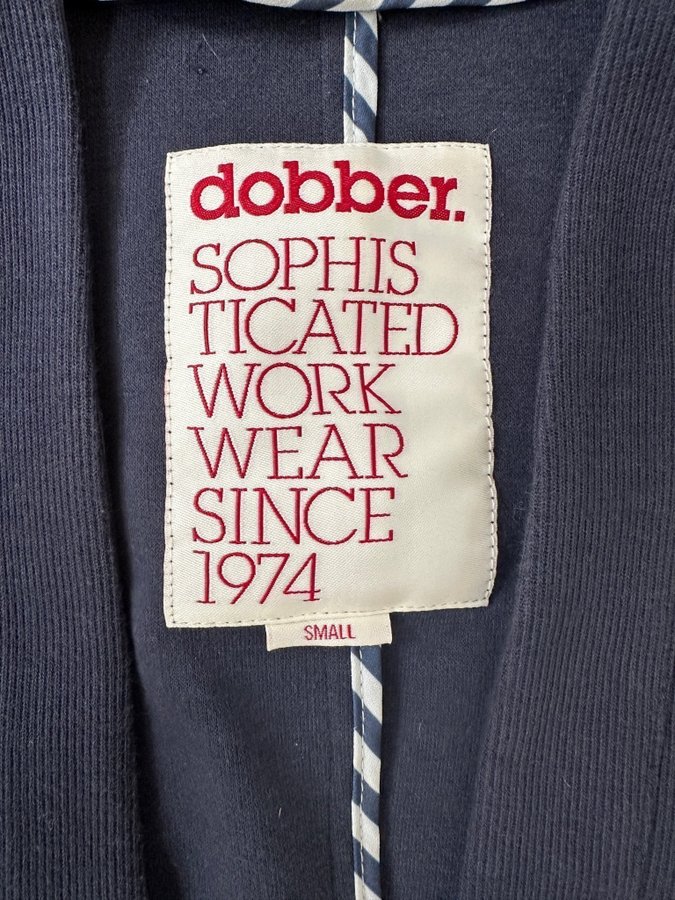 dobber.
SOPHIS
TICATED
WORK
WEAR
SINCE
1974
SMALL